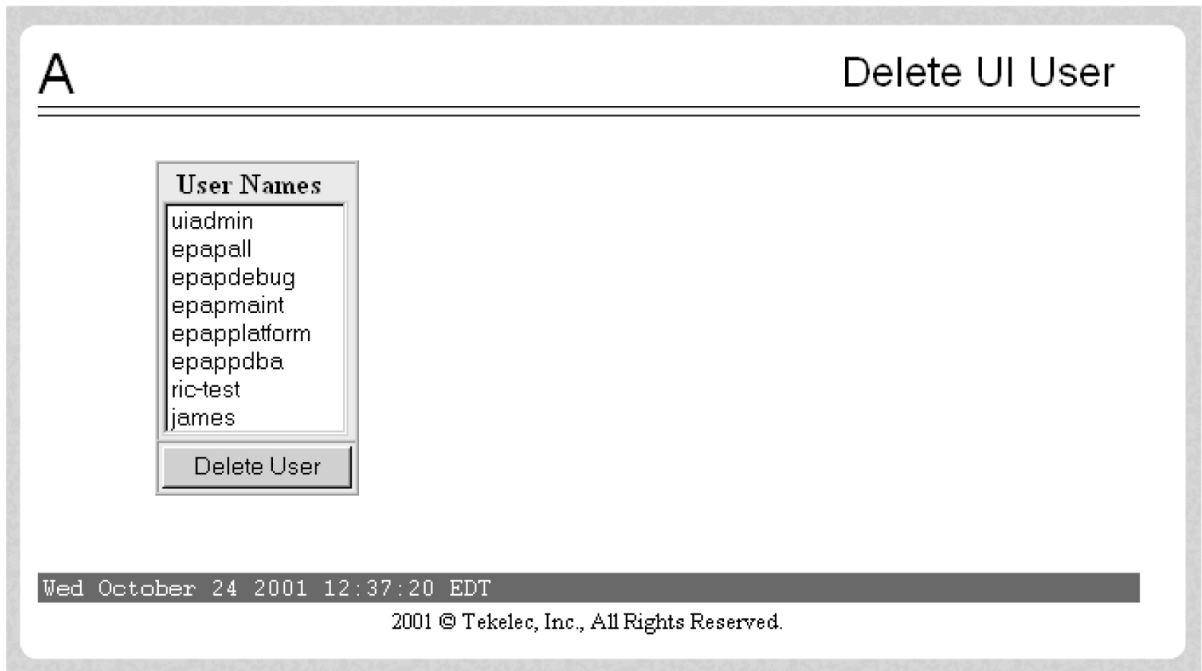 A
Delete UI User
User Names
uiadmin
epapall
epapdebug
epapmaint
epapplatform
epappdba
ric-test
james
Delete User
Wed October 24 2001 12:37:20 EDT
2001 © Tekelec, Inc., All Rights Reserved.